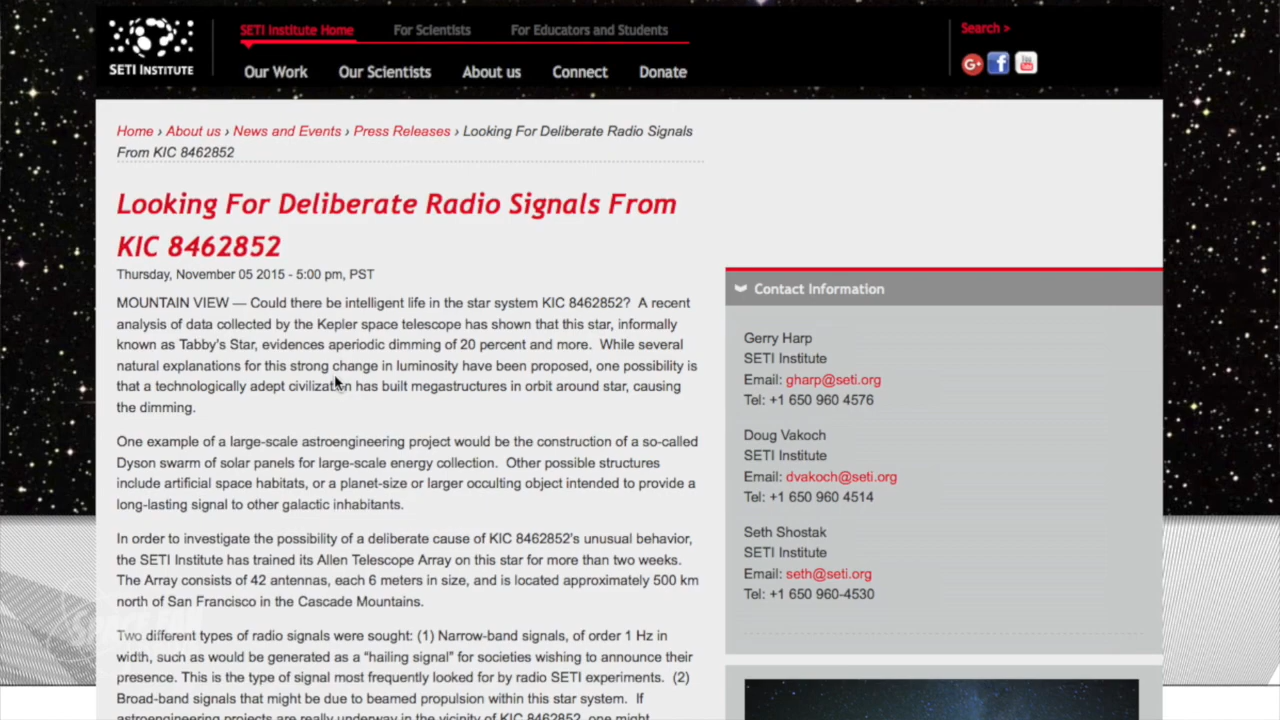 SETI INSTITUTE
SETI Institute Home
For Scientists
For Educators and Students
Our Work
Our Scientists
About us
Connect
Donate
Search >
Home › About us › News and Events › Press Releases › Looking For Deliberate Radio Signals
From KIC 8462852
Looking For Deliberate Radio Signals From
KIC 8462852
Thursday, November 05 2015 - 5:00 pm, PST
MOUNTAIN VIEW — Could there be intelligent life in the star system KIC 8462852? A recent
analysis of data collected by the Kepler space telescope has shown that this star, informally
known as Tabby's Star, evidences aperiodic dimming of 20 percent and more. While several
natural explanations for this strong change in luminosity have been proposed, one possibility is
that a technologically adept civilization has built megastructures in orbit around star, causing
the dimming.
One example of a large-scale astroengineering project would be the construction of a so-called
Dyson swarm of solar panels for large-scale energy collection. Other possible structures
include artificial space habitats, or a planet-size or larger occulting object intended to provide a
long-lasting signal to other galactic inhabitants.
In order to investigate the possibility of a deliberate cause of KIC 8462852's unusual behavior,
the SETI Institute has trained its Allen Telescope Array on this star for more than two weeks.
The Array consists of 42 antennas, each 6 meters in size, and is located approximately 500 km
north of San Francisco in the Cascade Mountains.
Two different types of radio signals were sought: (1) Narrow-band signals, of order 1 Hz in
width, such as would be generated as a “hailing signal” for societies wishing to announce their
presence. This is the type of signal most frequently looked for by radio SETI experiments. (2)
Broad-band signals that might be due to beamed propulsion within this star system. If
astroengineering projects are really underway in the vicinity of KIC 8462852, one might
Contact Information
Gerry Harp
SETI Institute
Email: gharp@seti.org
Tel: +1 650 960 4576
Doug Vakoch
SETI Institute
Email: dvakoch@seti.org
Tel: +1 650 960 4514
Seth Shostak
SETI Institute
Email: seth@seti.org
Tel: +1 650 960-4530